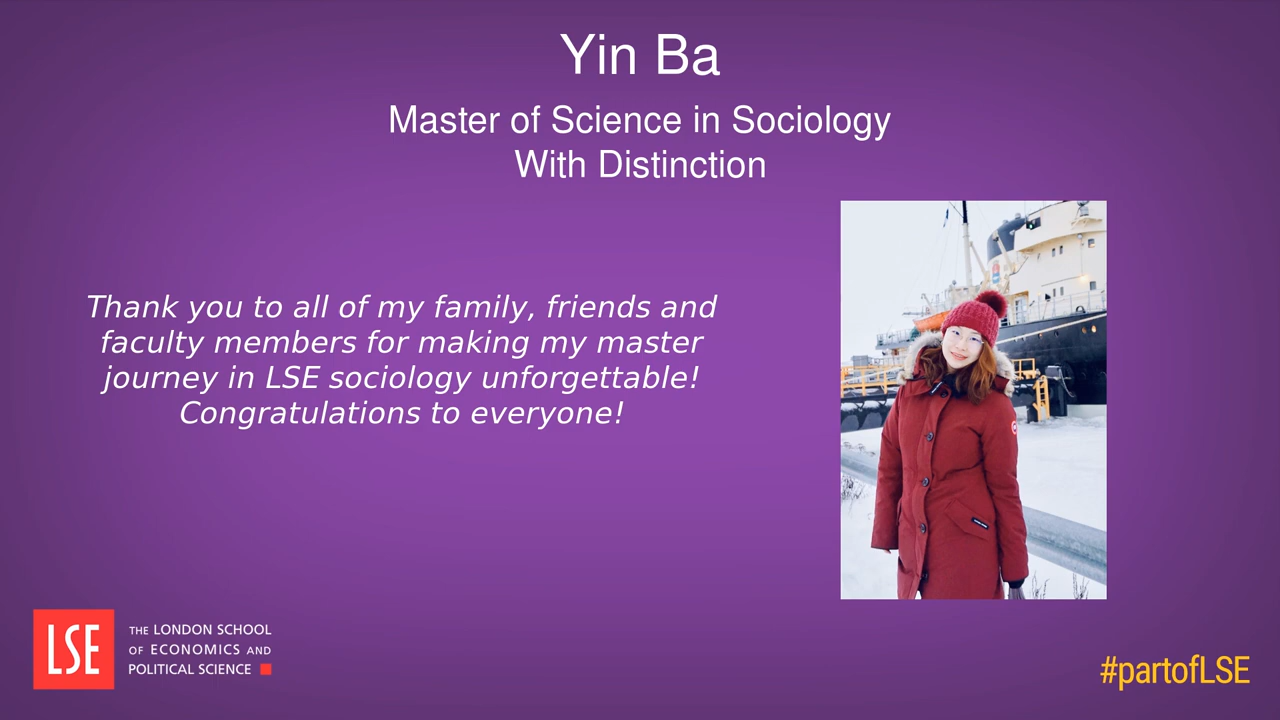 Yin Ba
Master of Science in Sociology
With Distinction
Thank you to all of my family, friends and
faculty members for making my master
journey in LSE sociology unforgettable!
Congratulations to everyone!
LSE
THE LONDON SCHOOL
OF ECONOMICS AND
POLITICAL SCIENCE
#partofLSE